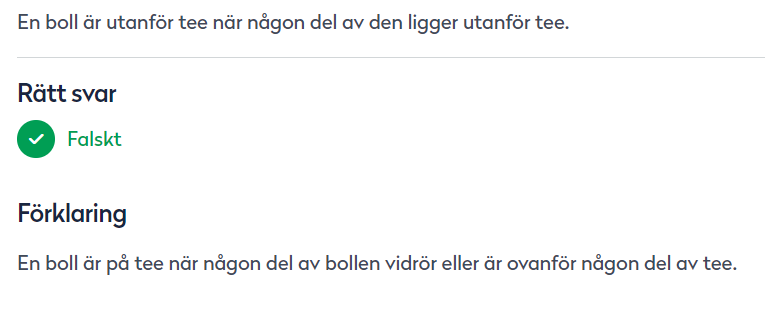 En boll är utanför tee när någon del av den ligger utanför tee.
Rätt svar
Falskt
Förklaring
En boll är på tee när någon del av bollen vidrör eller är ovanför någon del av tee.